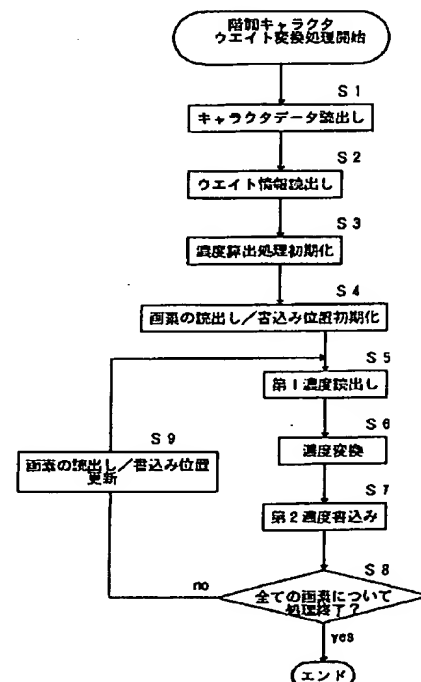 階調キャラクタ
ウエイト変換処理開始
S1
キャラクタデータ読出し
S2
ウエイト情報読出し
S3
濃度算出処理初期化
S4
画素の読出し/書込み位置初期化
S5
第1濃度読出し
S6
濃度変換
S7
第2濃度書込み
S8
全ての画素について
処理終了?
no
yes
S9
画素の読出し/書込み位置
更新
エンド